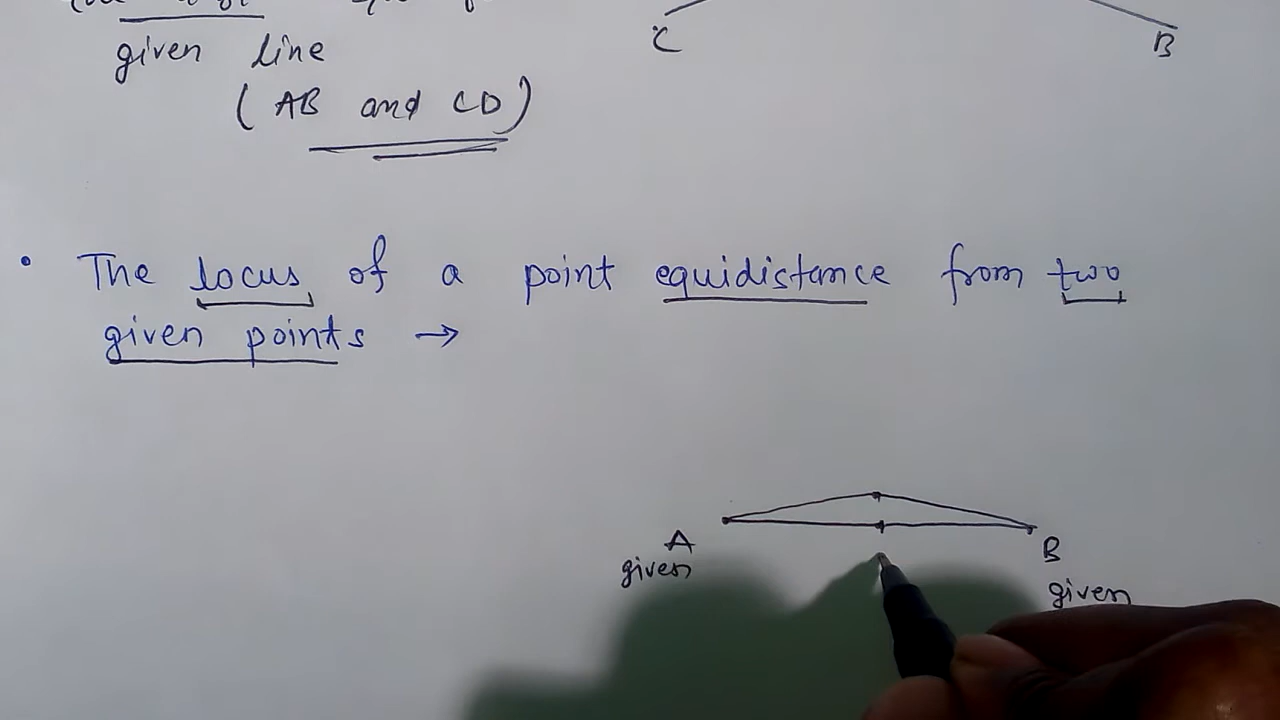 given line
C
B
( AB and CD )
• The locus of a point equidistance from two
given points →
A
B
given
given